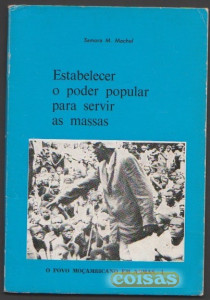 Samora M. Machel
Estabelecer
o poder popular
para servir
as massas
O POVO MOÇAMBICANO
coisas